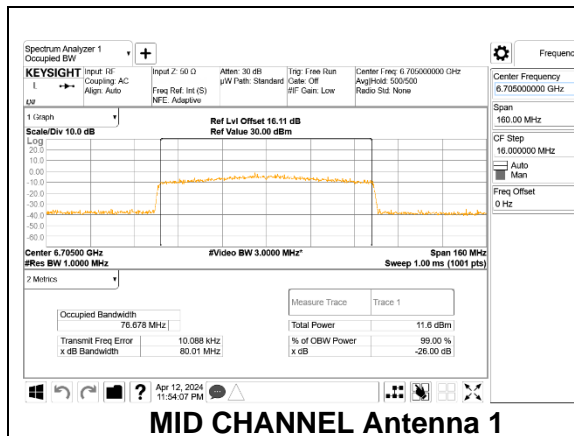 Spectrum Analyzer 1
Occupied BW
Frequenc
KEYSIGHT
Input: RF
Coupling: AC
Align: Auto
Input Z: 50 Ω
Freq Ref: Int (S)
NFE: Adaptive
Atten: 30 dB
µW Path: Standard
Trig: Free Run
Gate: Off
#IF Gain: Low
Center Freq: 6.705000000 GHz
Avg|Hold: 500/500
Radio Std: None
Center Frequency
6.705000000 GHz
Span
160.00 MHz
CF Step
16.000000 MHz
Auto
Man
Freq Offset
0 Hz
1 Graph
Scale/Div 10.0 dB
Ref Lvl Offset 16.11 dB
Ref Value 30.00 dBm
Log
20.0
10.0
0.00
-10.0
-20.0
-30.0
-40.0
-50.0
-60.0
Center 6.70500 GHz
#Res BW 1.0000 MHz
#Video BW 3.0000 MHz*
Span 160 MHz
Sweep 1.00 ms (1001 pts)
2 Metrics
Measure Trace
Trace 1
Occupied Bandwidth
76.678 MHz
Total Power
11.6 dBm
Transmit Freq Error
10.088 kHz
% of OBW Power
99.00 %
x dB Bandwidth
80.01 MHz
x dB
-26.00 dB
?
Apr 12, 2024
11:54:07 PM
MID CHANNEL Antenna 1